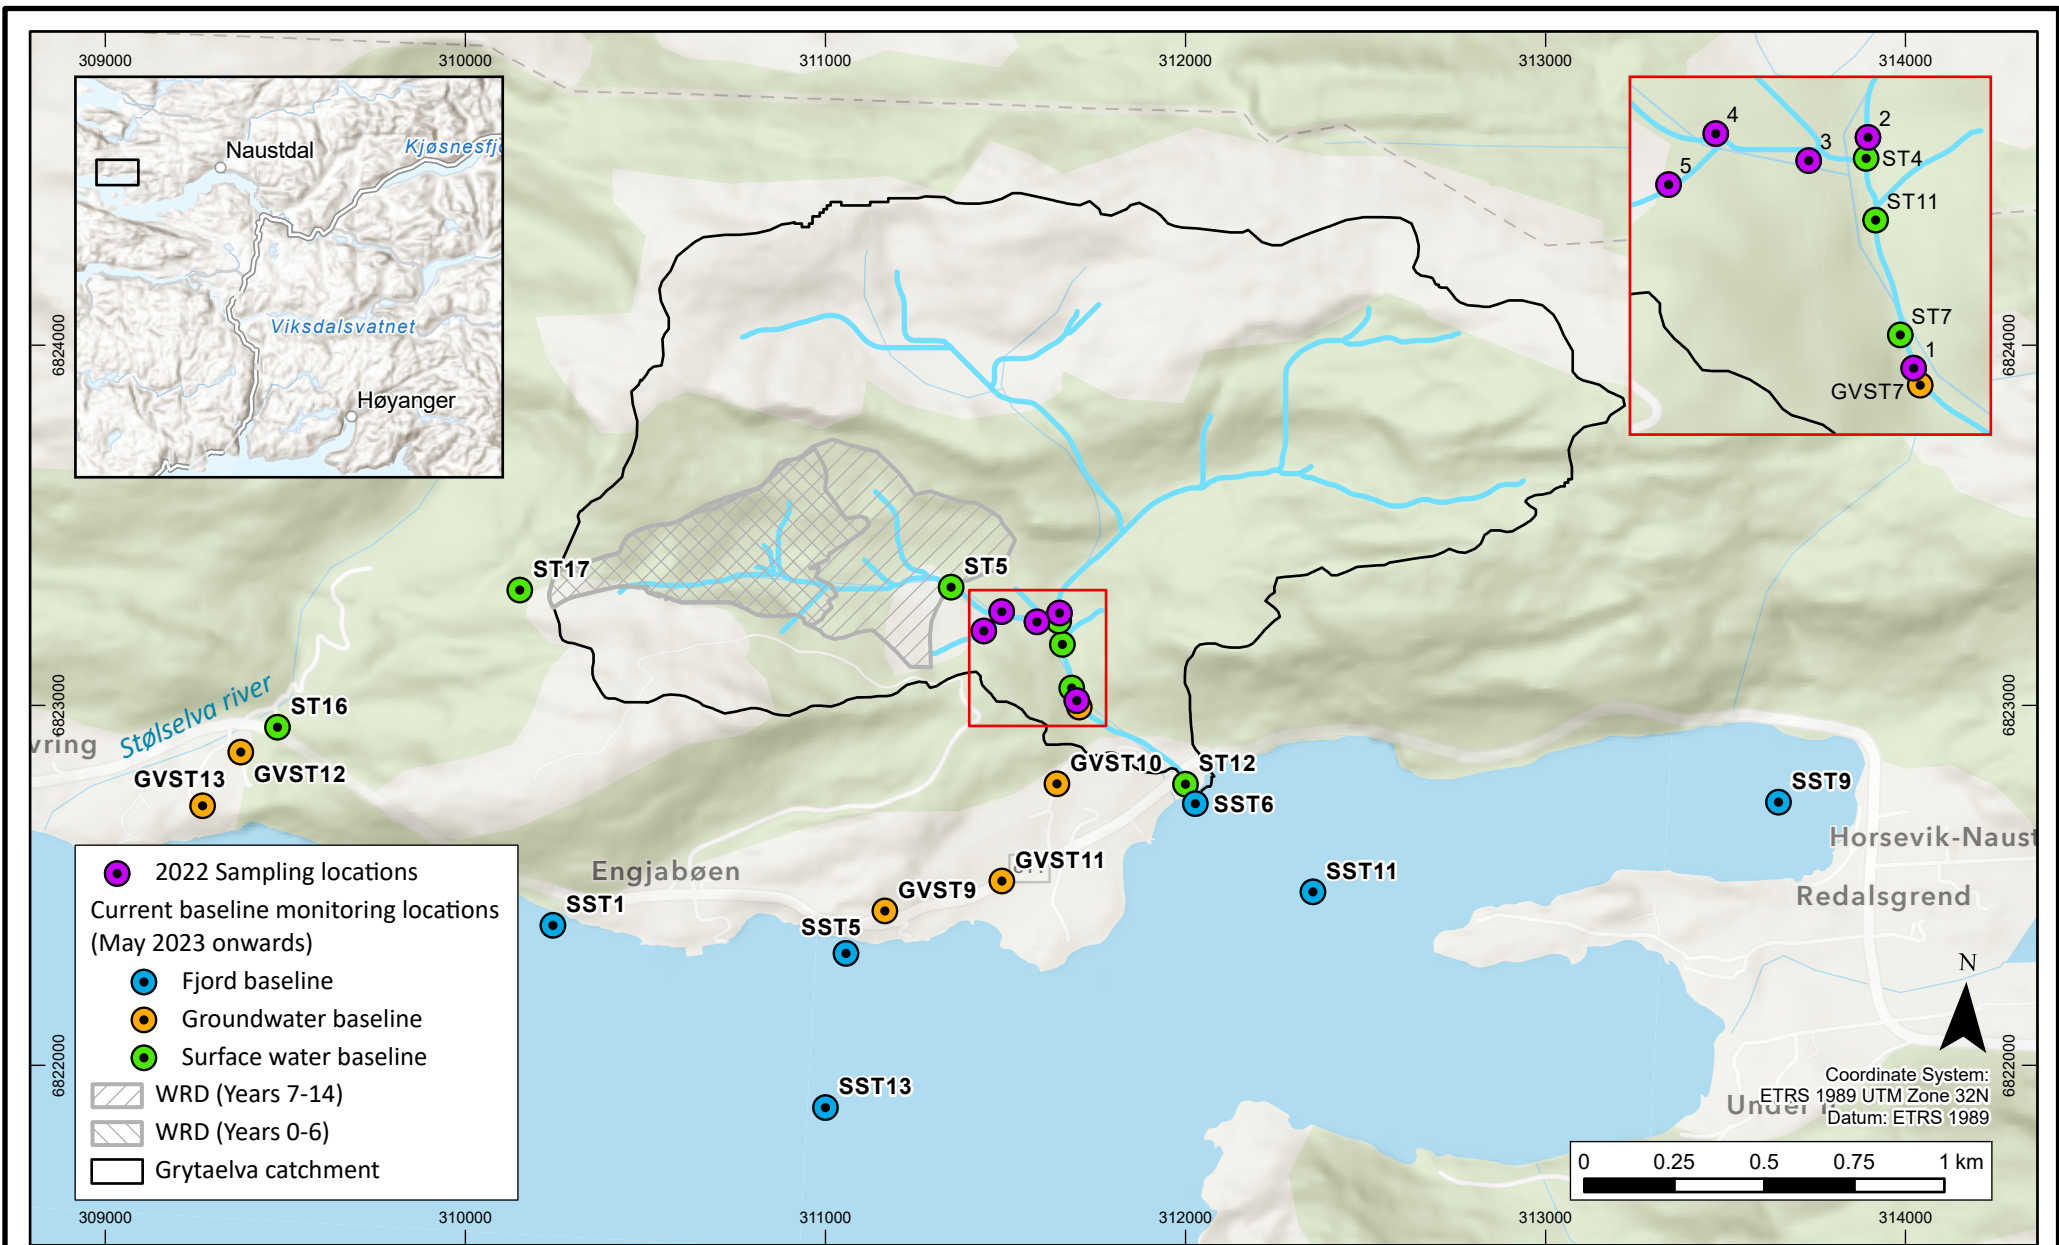 309000
310000
311000
312000
313000
314000
Naustdal
Viksdalsvatnet
Høyanger
4
3
2
5
ST4
ST11
ST7
1
GVST7
6824000
6824000
ST17
ST5
6823000
6823000
Stølselva river
ST16
GVST12
GVST13
GVST10
ST12
SST6
SST9
Horsevik-Naust
Redalsgrend
Engjabøen
GVST11
GVST9
SST1
SST5
SST11
SST13
6822000
6822000
2022 Sampling locations
Current baseline monitoring locations
(May 2023 onwards)
Fjord baseline
Groundwater baseline
Surface water baseline
WRD (Years 7-14)
WRD (Years 0-6)
Grytaelva catchment
N
Coordinate System:
ETRS 1989 UTM Zone 32N
Datum: ETRS 1989
0 0.25 0.5 0.75 1 km
309000
310000
311000
312000
313000
314000